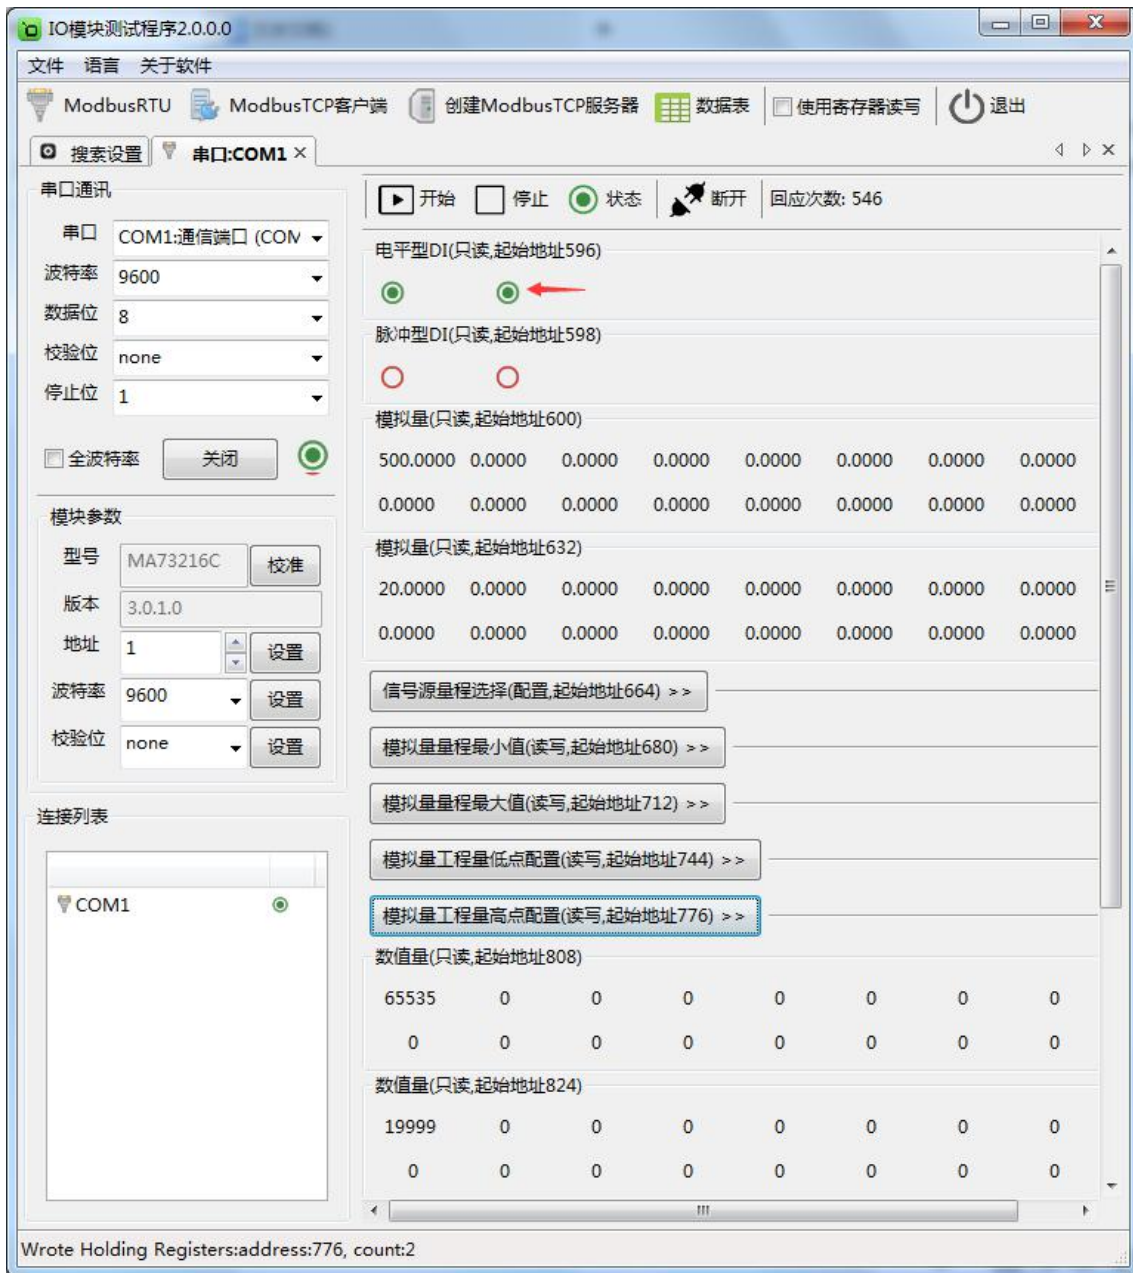 IO模块测试程序2.0.0.0
文件 语言 关于软件
ModbusRTU ModbusTCP客户端 创建ModbusTCP服务器 数据表 使用寄存器读写 退出
搜索设置 串口:COM1
串口通讯
串口 COM1:通信端口 (COM
波特率 9600
数据位 8
校验位 none
停止位 1
全波特率 关闭
模块参数
型号 MA73216C 校准
版本 3.0.1.0
地址 1 设置
波特率 9600 设置
校验位 none 设置
连接列表
COM1
开始 停止 状态 断开 回应次数: 546
电平型DI(只读,起始地址596)
脉冲型DI(只读,起始地址598)
模拟量(只读,起始地址600)
500.0000 0.0000 0.0000 0.0000 0.0000 0.0000 0.0000 0.0000
0.0000 0.0000 0.0000 0.0000 0.0000 0.0000 0.0000 0.0000
模拟量(只读,起始地址632)
20.0000 0.0000 0.0000 0.0000 0.0000 0.0000 0.0000 0.0000
0.0000 0.0000 0.0000 0.0000 0.0000 0.0000 0.0000 0.0000
信号源量程选择(配置,起始地址664) >>
模拟量量程最小值(读写,起始地址680) >>
模拟量量程最大值(读写,起始地址712) >>
模拟量工程量低点配置(读写,起始地址744) >>
模拟量工程量高点配置(读写,起始地址776) >>
数值量(只读,起始地址808)
65535 0 0 0 0 0 0 0
0 0 0 0 0 0 0 0
数值量(只读,起始地址824)
19999 0 0 0 0 0 0 0
0 0 0 0 0 0 0 0
Wrote Holding Registers:address:776, count:2